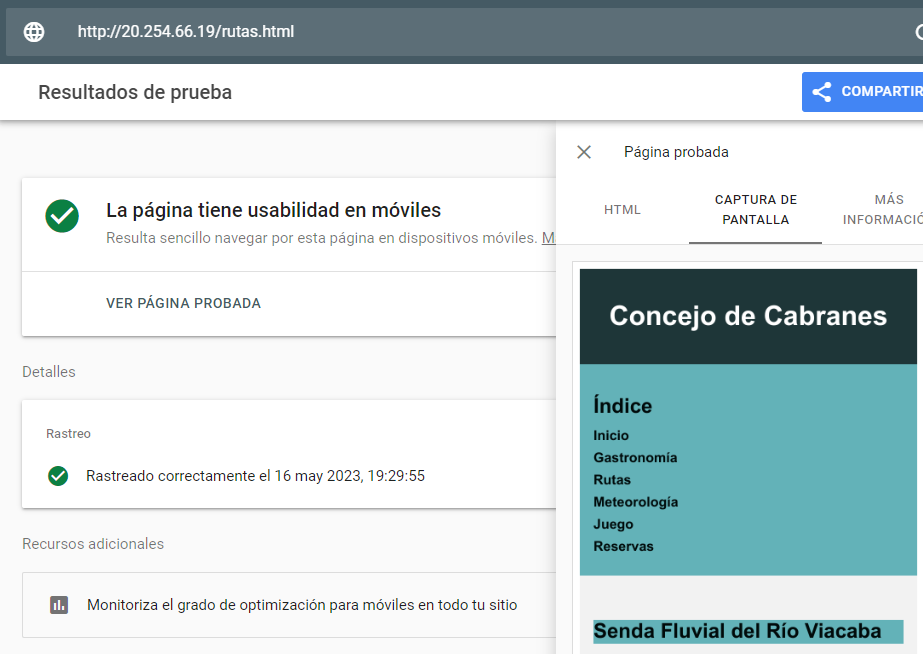 http://20.254.66.19/rutas.html
Resultados de prueba
COMPARTIR
La página tiene usabilidad en móviles
Resulta sencillo navegar por esta página en dispositivos móviles.
VER PÁGINA PROBADA
Detalles
Rastreo
Rastreado correctamente el 16 may 2023, 19:29:55
Recursos adicionales
Monitoriza el grado de optimización para móviles en todo tu sitio
Página probada
HTML
CAPTURA DE
PANTALLA
MÁS
INFORMACIÓ
Concejo de Cabranes
Índice
Inicio
Gastronomía
Rutas
Meteorología
Juego
Reservas
Senda Fluvial del Río Viacaba